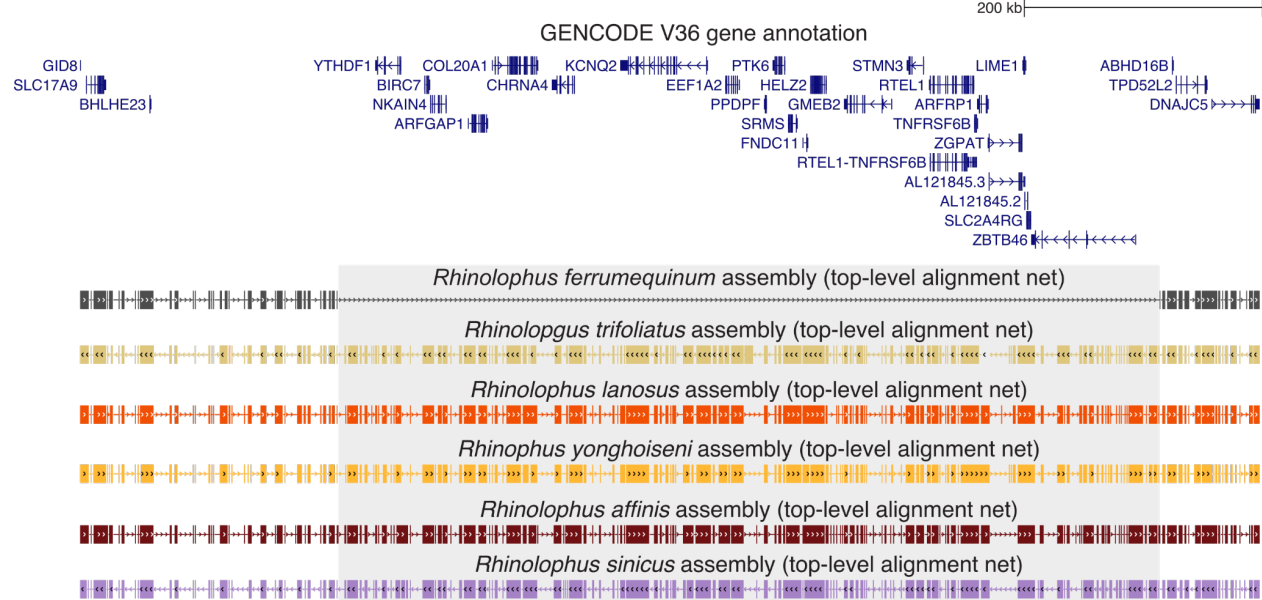 200 kb
GENCODE V36 gene annotation
GID8 YTHDF1 COL20A1 KCNQ2 PTK6 STMN3 LIME1 ABHD16B
SLC17A9 BIRC7 CHRNA4 EEF1A2 HELZ2 RTEL1 TPD52L2
BHLHE23 NKAIN4 PPDPF GMEB2 ARFRP1 DNAJC5
ARFGAP1 SRMS TNFRSF6B
FNDC11 ZGPAT
RTEL1-TNFRSF6B
AL121845.3
AL121845.2
SLC2A4RG
ZBTB46
Rhinolophus ferrumequinum assembly (top-level alignment net)
Rhinolopgus trifoliatus assembly (top-level alignment net)
Rhinolophus lanosus assembly (top-level alignment net)
Rhinophus yonghoiseni assembly (top-level alignment net)
Rhinolophus affinis assembly (top-level alignment net)
Rhinolophus sinicus assembly (top-level alignment net)